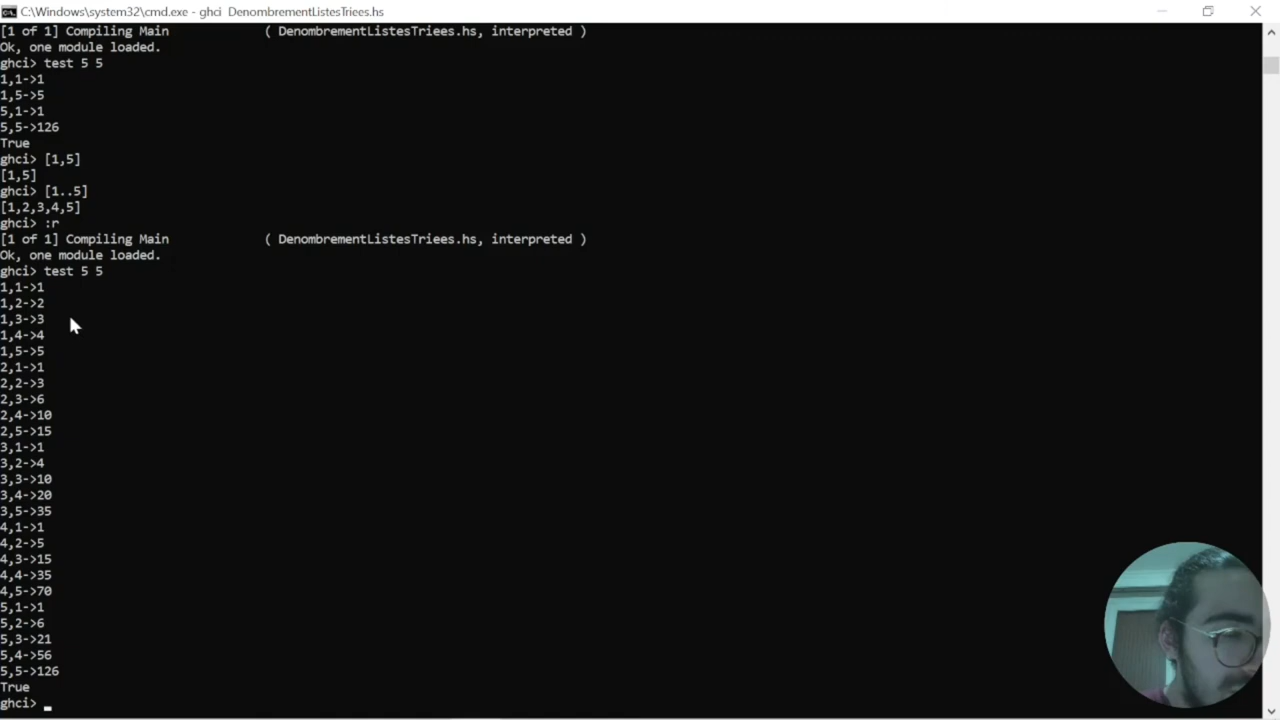 C:\Windows\system32\cmd.exe - ghci DenombrementListesTriees.hs
[1 of 1] Compiling Main             ( DenombrementListesTriees.hs, interpreted )
Ok, one module loaded.
ghci> test 5 5
1,1->1
1,5->5
5,1->1
5,5->126
True
ghci> [1,5]
[1,5]
ghci> [1..5]
[1,2,3,4,5]
ghci> :r
[1 of 1] Compiling Main             ( DenombrementListesTriees.hs, interpreted )
Ok, one module loaded.
ghci> test 5 5
1,1->1
1,2->2
1,3->3
1,4->4
1,5->5
2,1->1
2,2->3
2,3->6
2,4->10
2,5->15
3,1->1
3,2->4
3,3->10
3,4->20
3,5->35
4,1->1
4,2->5
4,3->15
4,4->35
4,5->70
5,1->1
5,2->6
5,3->21
5,4->56
5,5->126
True
ghci>